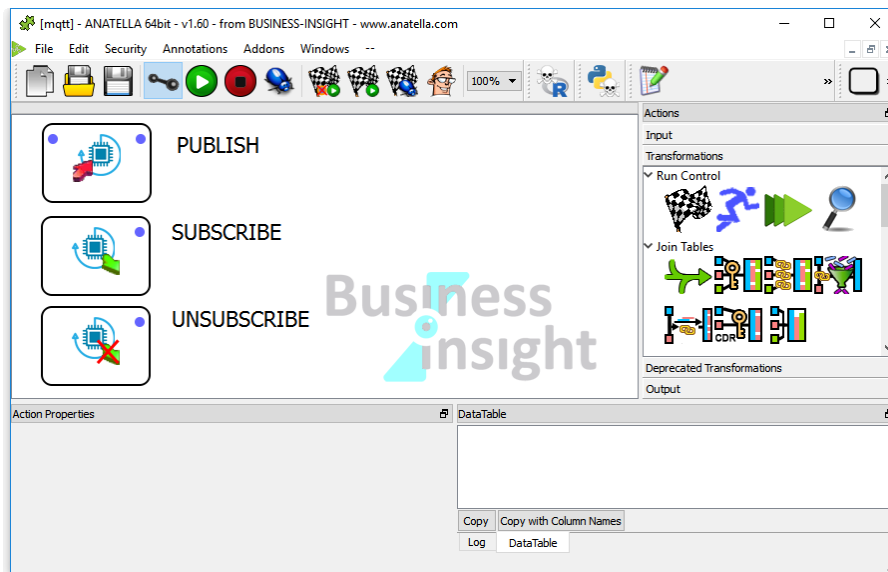 [mqtt] - ANATELLA 64bit - v1.60 - from BUSINESS-INSIGHT - www.anatella.com
File Edit Security Annotations Addons Windows --
100%
R
»
PUBLISH
SUBSCRIBE
UNSUBSCRIBE
Business
insight
Actions
Input
Transformations
Run Control
Join Tables
CDR
Deprecated Transformations
Output
Action Properties
DataTable
Copy Copy with Column Names
Log DataTable